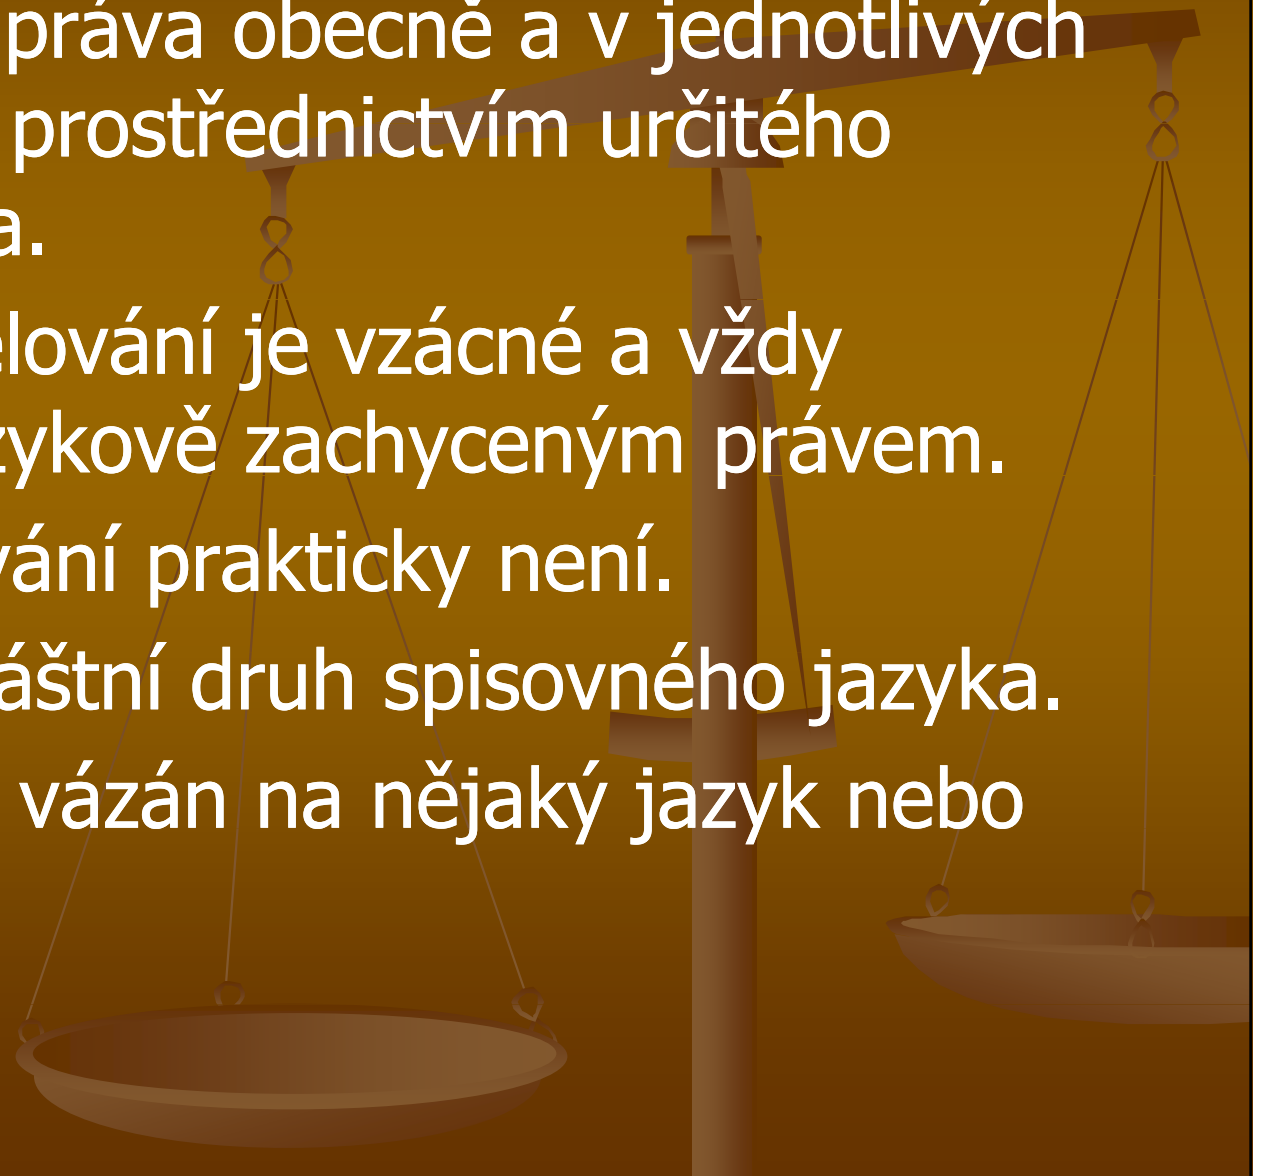 práva obecně a v jednotlivých
prostřednictvím určitého
a.
elování je vzácné a vždy
zykově zachyceným právem.
vání prakticky není.
áštní druh spisovného jazyka.
vázán na nějaký jazyk nebo